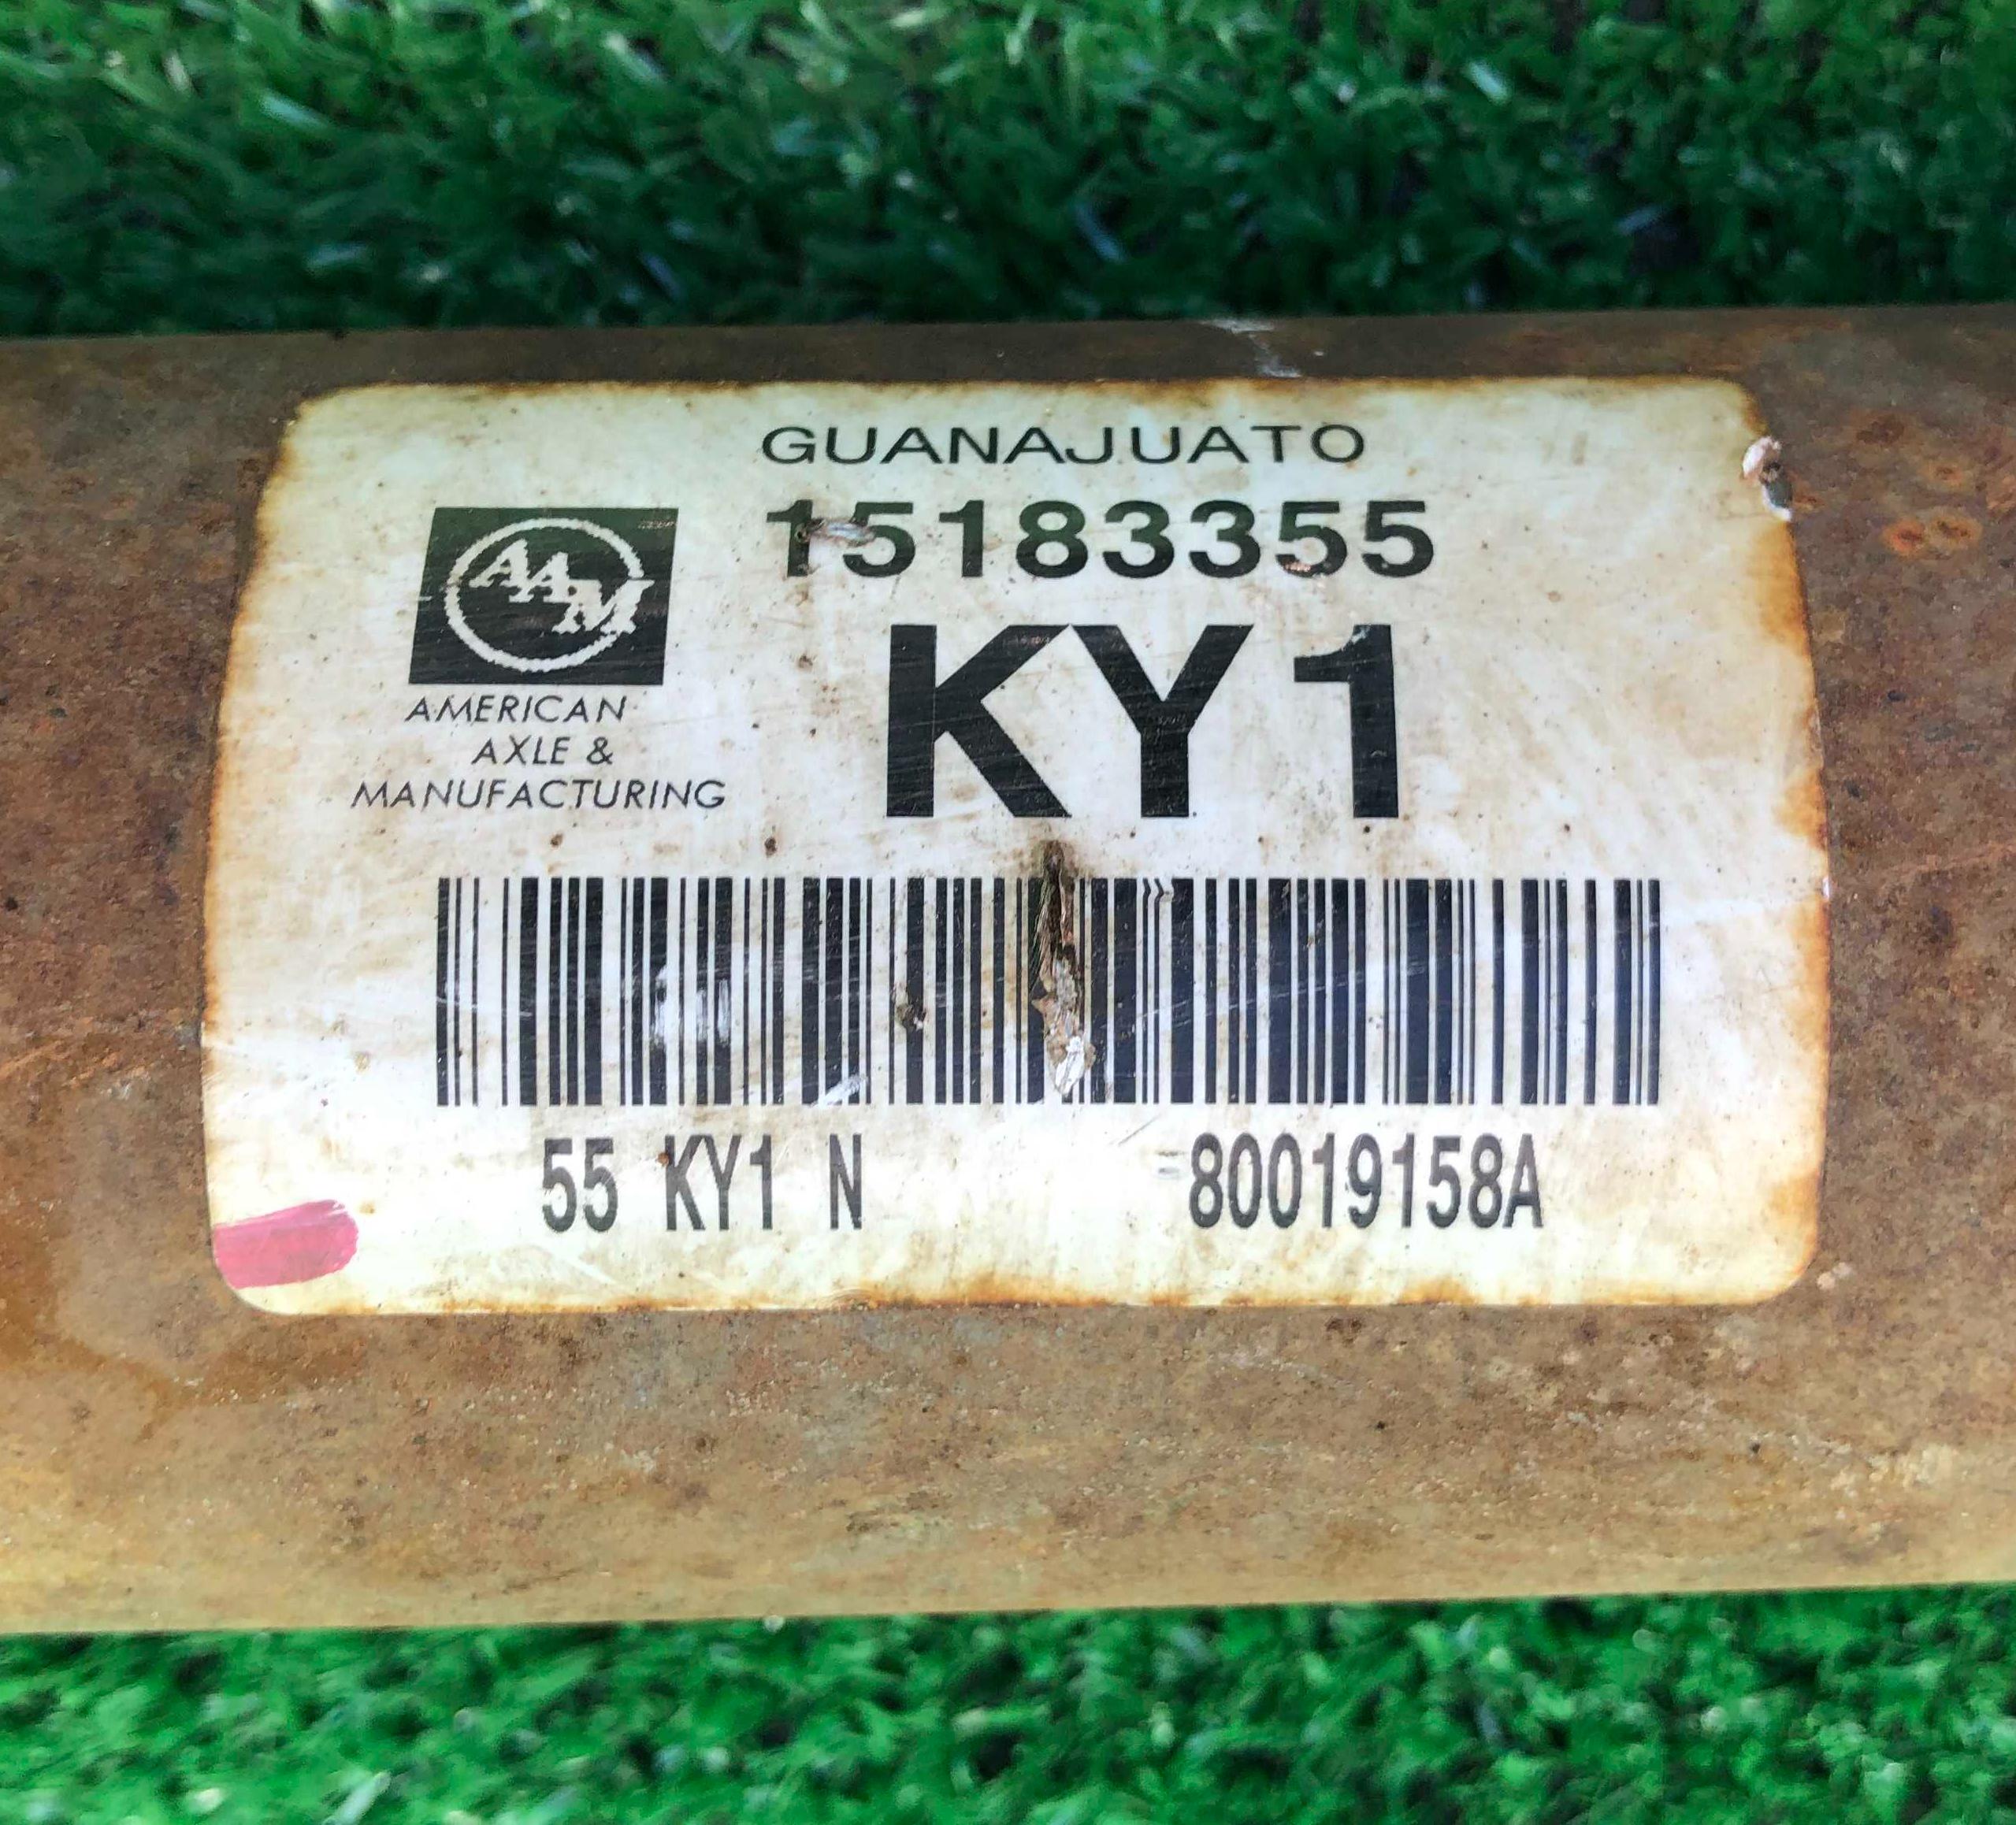 GUANAJUATO
15183355
AAM
AMERICAN
AXLE &
MANUFACTURING
KY1
55 KY1 N 80019158A